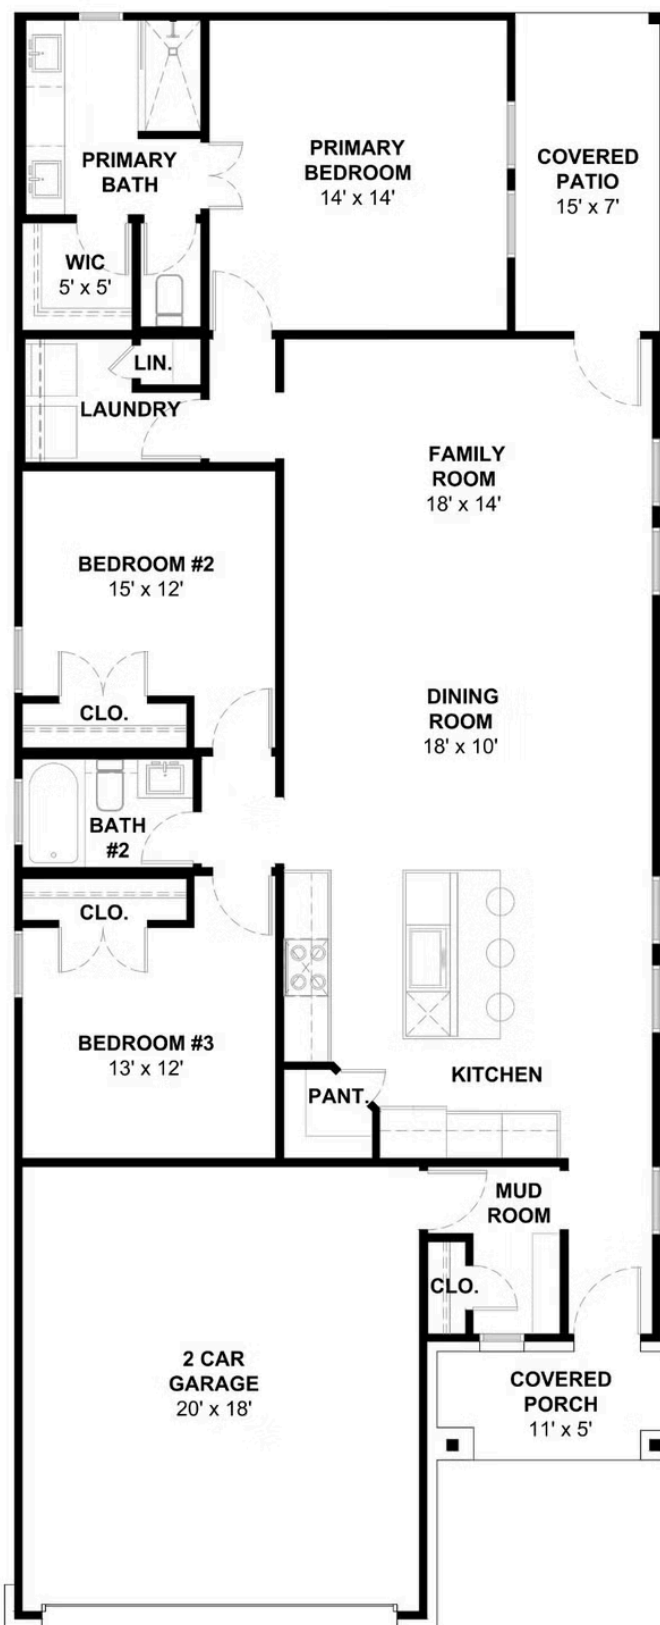 PRIMARY
BATH
PRIMARY
BEDROOM
14' x 14'
COVERED
PATIO
15' x 7'
WIC
5' x 5'
LIN.
LAUNDRY
FAMILY
ROOM
18' x 14'
BEDROOM #2
15' x 12'
CLO.
DINING
ROOM
18' x 10'
BATH
#2
CLO.
BEDROOM #3
13' x 12'
KITCHEN
PANT.
MUD
ROOM
CLO.
2 CAR
GARAGE
20' x 18'
COVERED
PORCH
11' x 5'